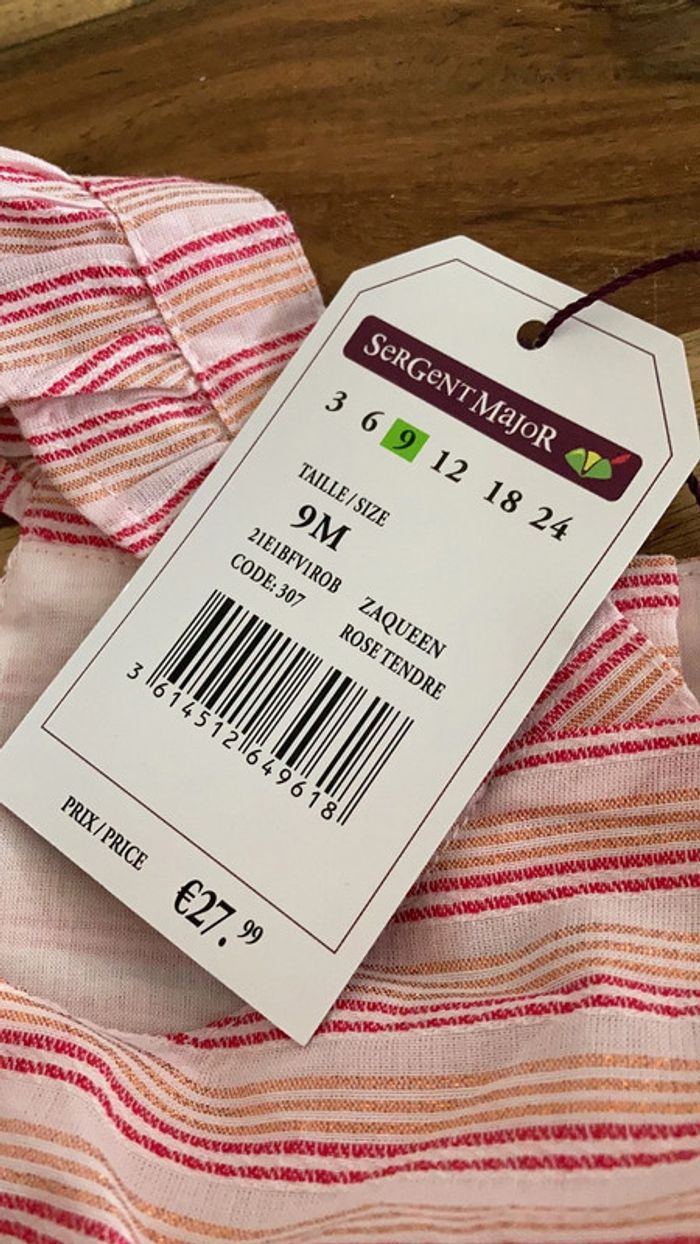 SeRGeNT MaJoR
3 6 9 12 18 24
TAILLE / SIZE
9M
21E1BFV1ROB ZAQUEEN
CODE: 307 ROSE TENDRE
3 614512 649618
PRIX / PRICE
€27.99